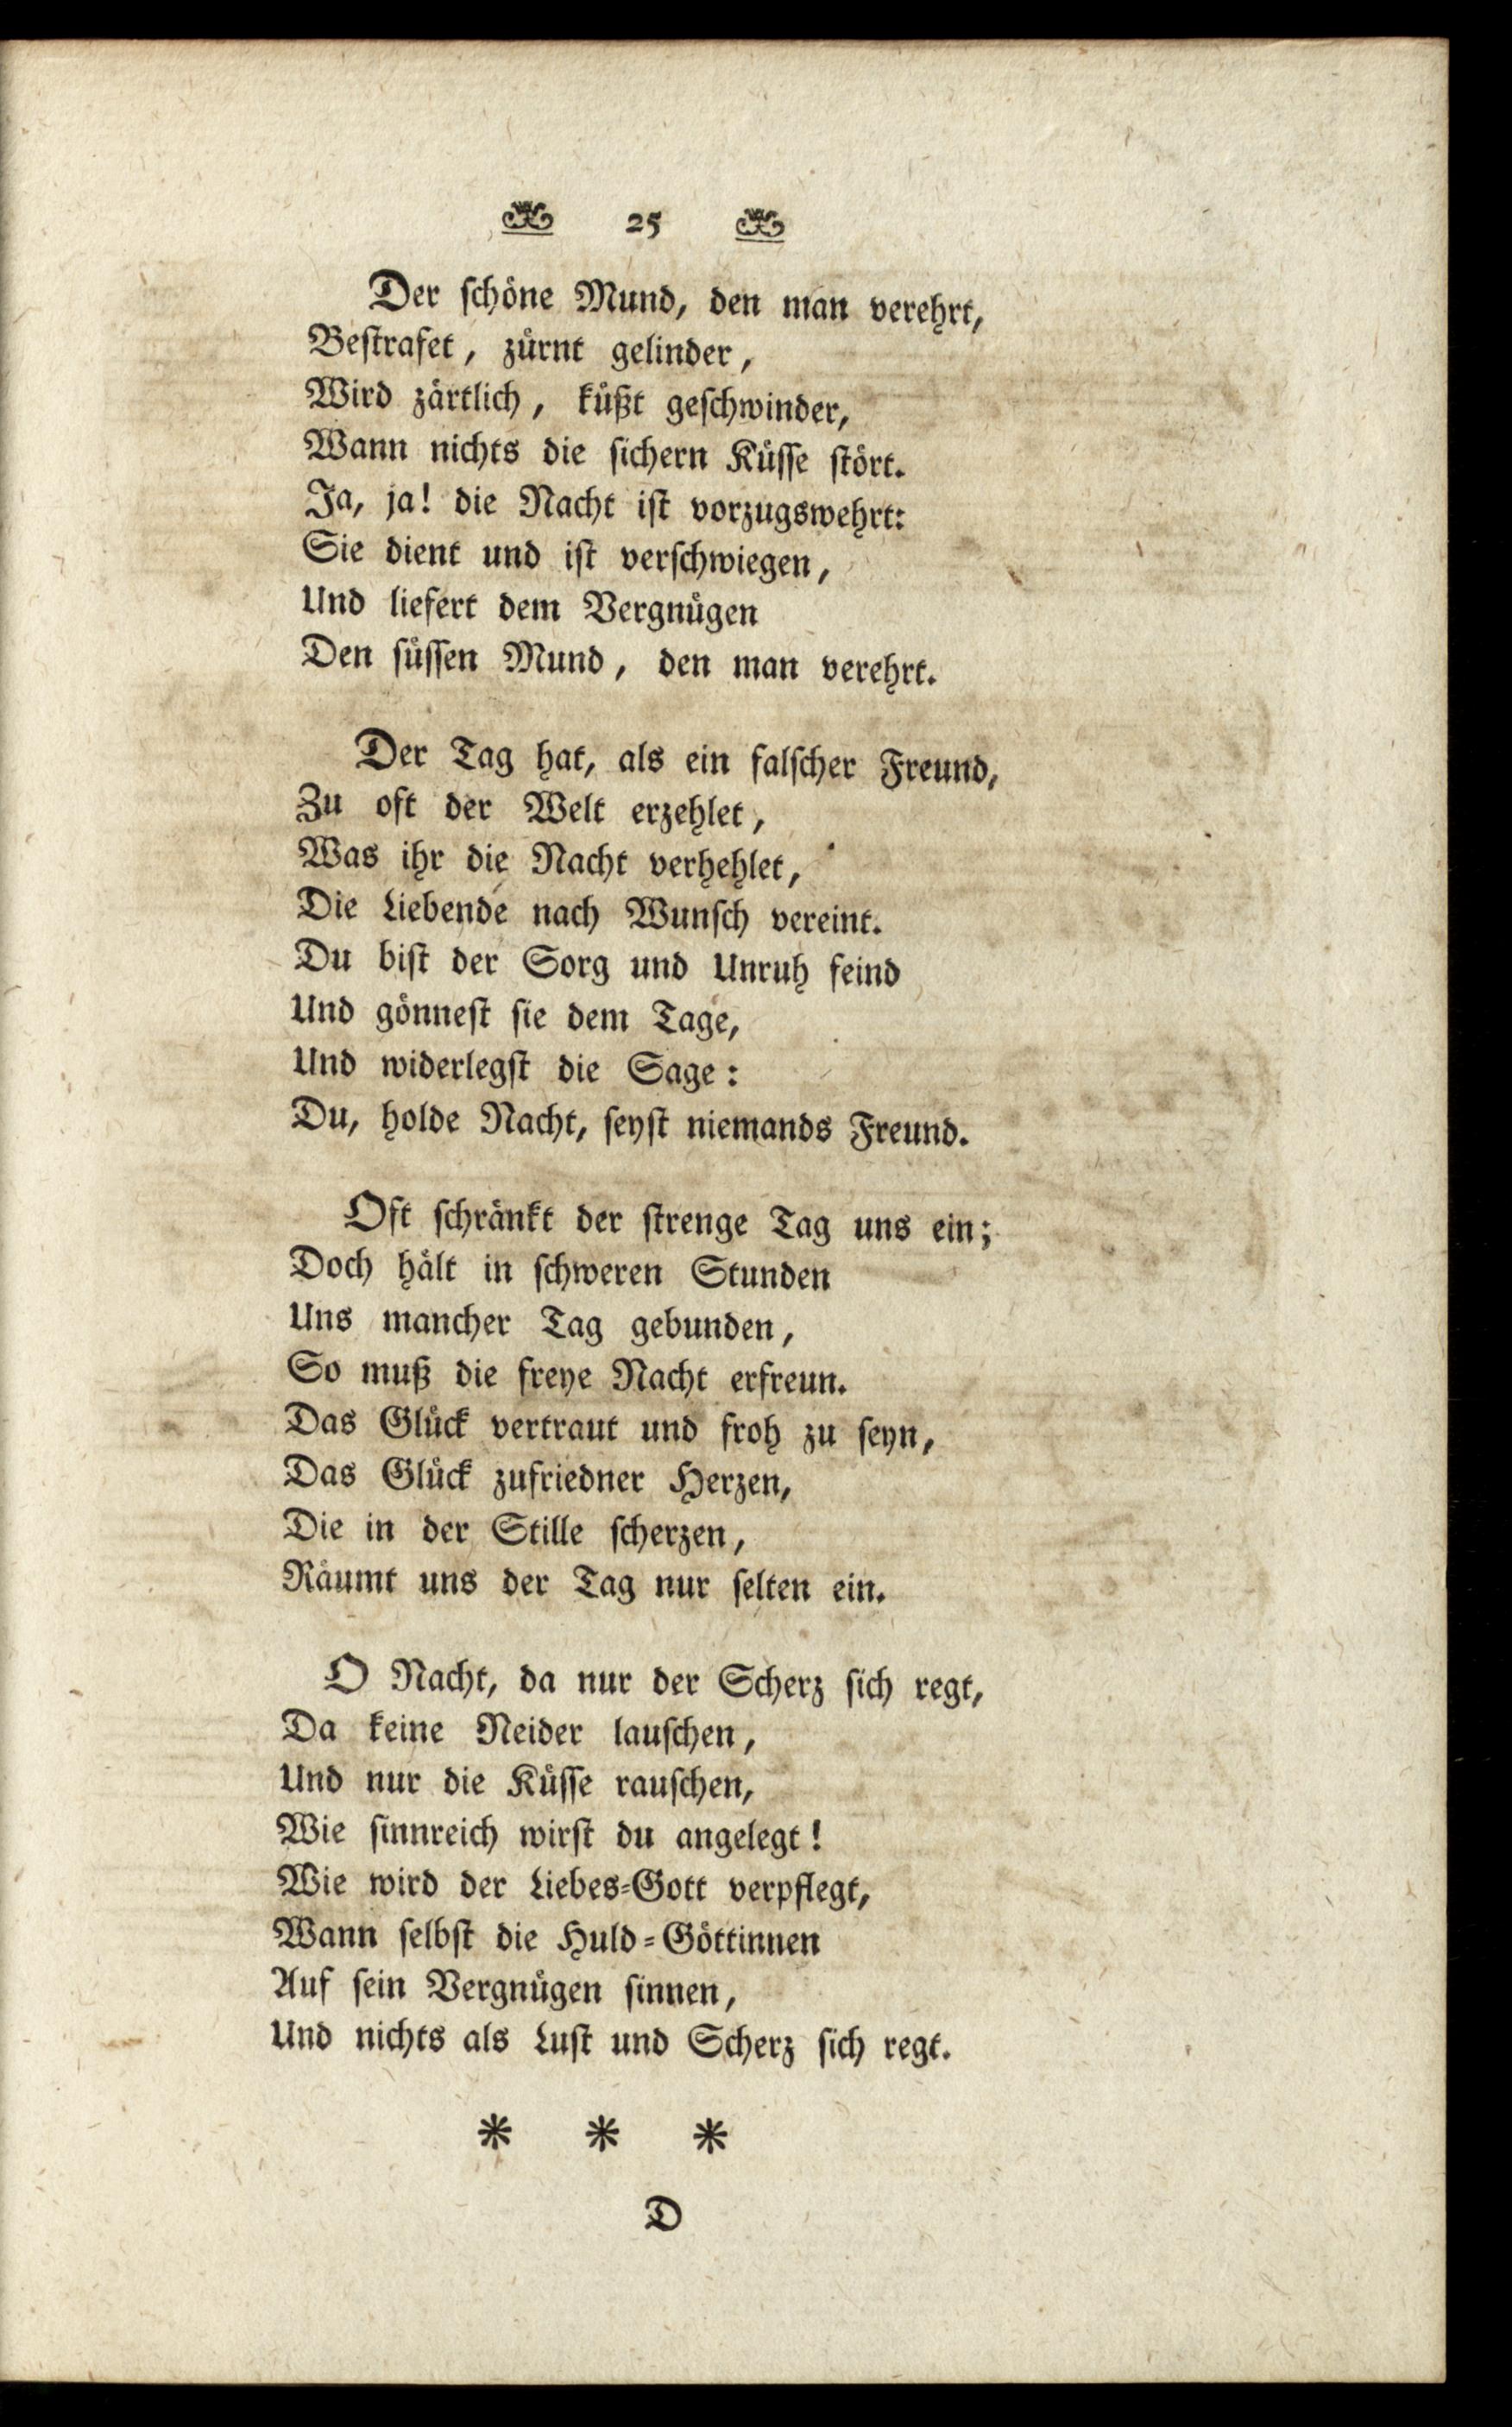 25
Der ſchöne Mund, den man verehrt,
Beſtrafet, zürnt gelinder,
Wird zärtlich, küßt geſchwinder,
Wann nichts die ſichern Küſſe ſtört.
Ja, ja! die Nacht iſt vorzugswehrt:
Sie dient und iſt verſchwiegen,
Und liefert dem Vergnügen
Den ſüſſen Mund, den man verehrt.
Der Tag hat, als ein falſcher Freund,
Zu oft der Welt erzehlet,
Was ihr die Nacht verhehlet,
Die Liebende nach Wunſch vereint.
Du biſt der Sorg und Unruh feind
Und gönneſt ſie dem Tage,
Und widerlegſt die Sage:
Du, holde Nacht, ſeyſt niemands Freund.
Oft ſchränkt der ſtrenge Tag uns ein;
Doch hält in ſchweren Stunden
Uns mancher Tag gebunden,
So muß die freye Nacht erfreun.
Das Glück vertraut und froh zu ſeyn,
Das Glück zufriedner Herzen,
Die in der Stille ſcherzen,
Räumt uns der Tag nur ſelten ein.
O Nacht, da nur der Scherz ſich regt,
Da keine Neider lauſchen,
Und nur die Küſſe rauſchen,
Wie ſinnreich wirſt du angelegt!
Wie wird der Liebes-Gott verpflegt,
Wann ſelbſt die Huld-Göttinnen
Auf ſein Vergnügen ſinnen,
Und nichts als Luſt und Scherz ſich regt.
* * *
D